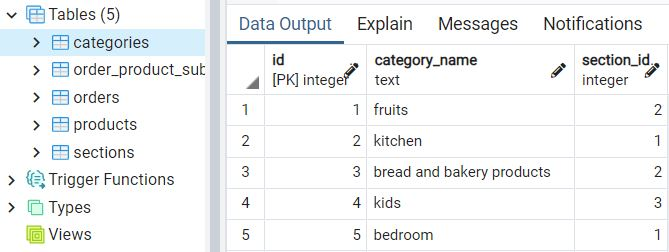 Tables (5)
categories
order_product_sub
orders
products
sections
Trigger Functions
Types
Views
Data Output Explain Messages Notifications
id category_name section_id
[PK] integer text integer
1 1 fruits 2
2 2 kitchen 1
3 3 bread and bakery products 2
4 4 kids 3
5 5 bedroom 1